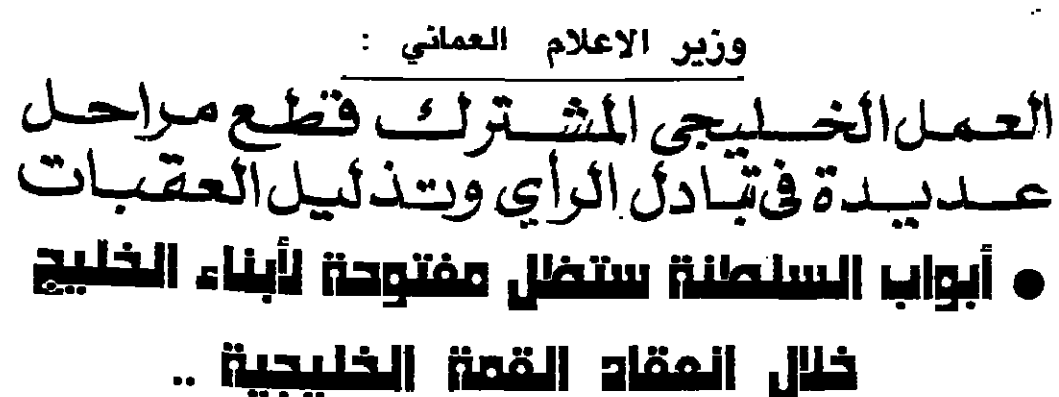 وزير الاعلام العماني :
العمل الخليجي المشترك قطع مراحل
عديدة في تبادل الرأي وتذليل العقبات
● أبواب السلطنة ستظل مفتوحة لأبناء الخليج
خلال انعقاد القمة الخليجية ..